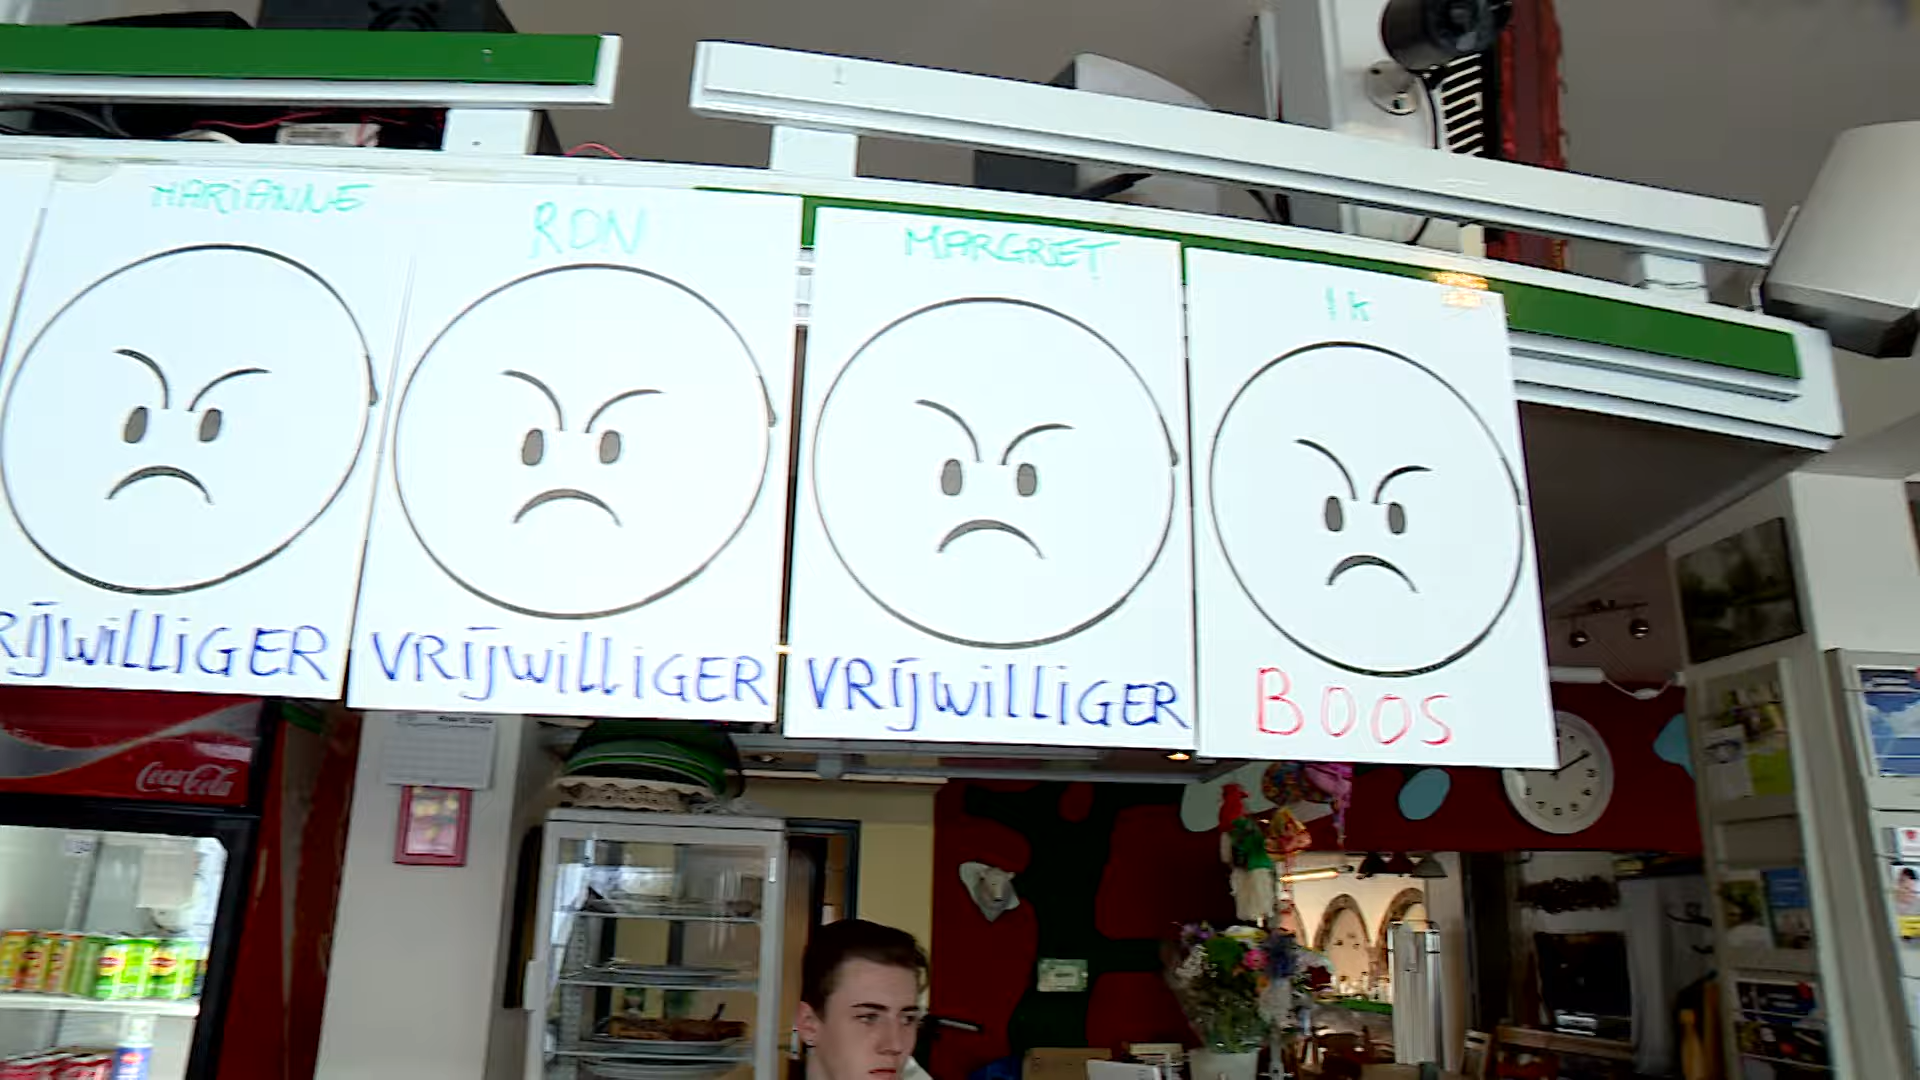 MARIANNE
RON
MARGRIET
IK
RIJWILLIGER
VRIJWILLIGER
VRIJWILLIGER
BOOS
Coca-Cola